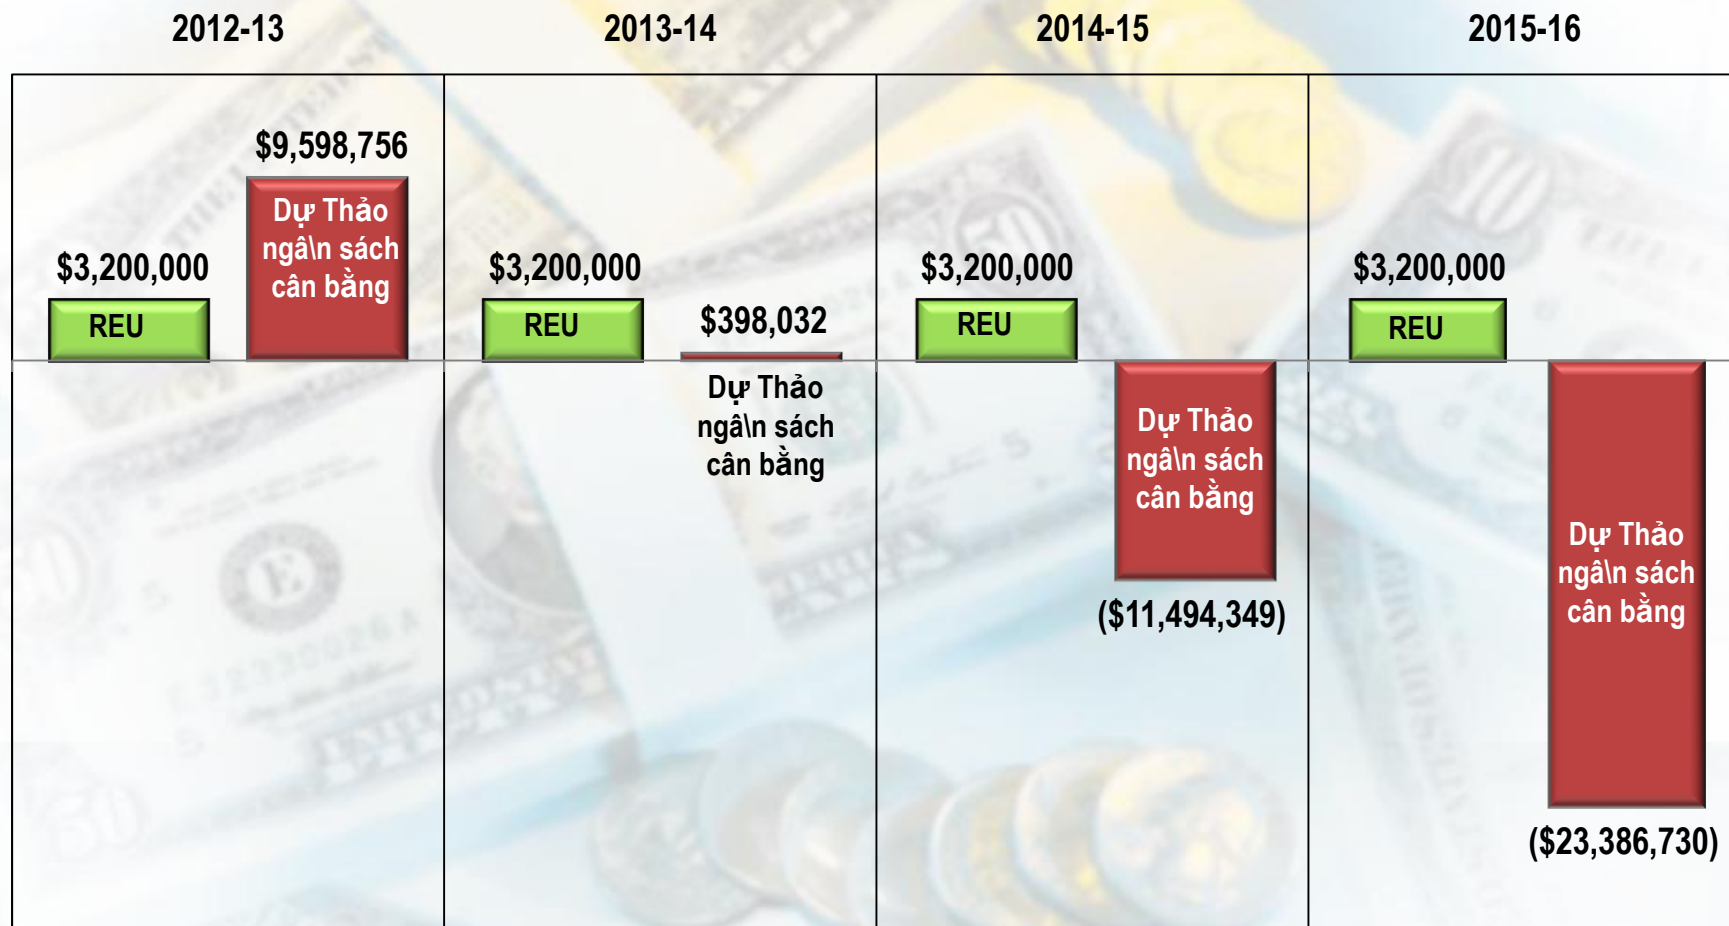 2012-13
2013-14
2014-15
2015-16
$9,598,756
Dự Thảo
ngâ\n sách
cân bằng
$3,200,000
REU
$3,200,000
REU
$398,032
Dự Thảo
ngâ\n sách
cân bằng
$3,200,000
REU
Dự Thảo
ngâ\n sách
cân bằng
($11,494,349)
$3,200,000
REU
Dự Thảo
ngâ\n sách
cân bằng
($23,386,730)